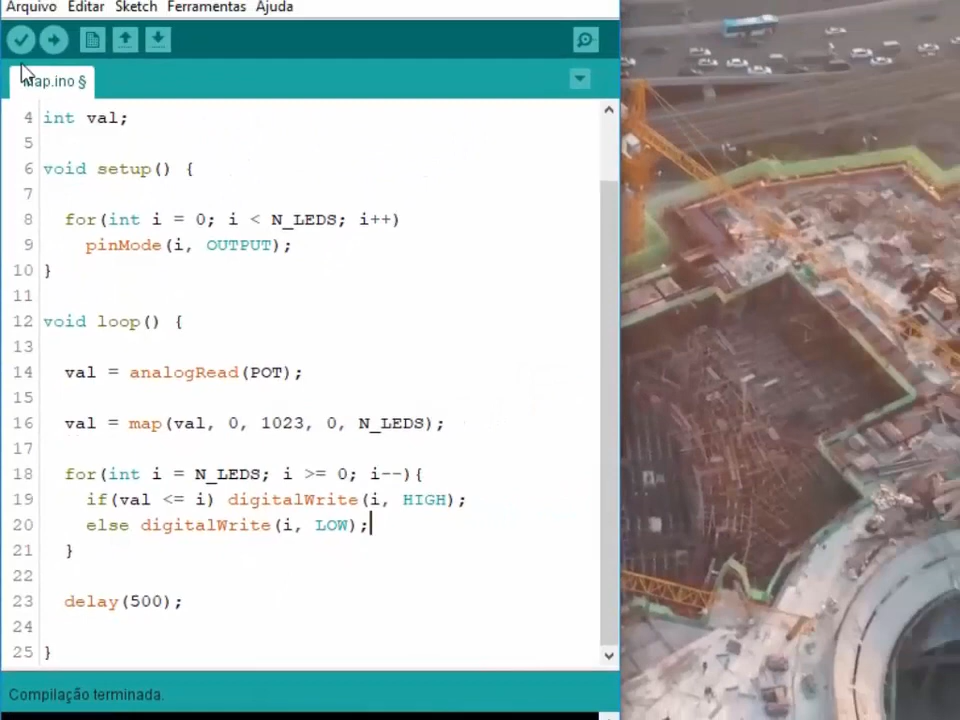 Arquivo Editar Sketch Ferramentas Ajuda
map.ino §
4 int val;
5
6 void setup() {
7
8 for(int i = 0; i < N_LEDS; i++)
9 pinMode(i, OUTPUT);
10 }
11
12 void loop() {
13
14 val = analogRead(POT);
15
16 val = map(val, 0, 1023, 0, N_LEDS);
17
18 for(int i = N_LEDS; i >= 0; i--){
19 if(val <= i) digitalWrite(i, HIGH);
20 else digitalWrite(i, LOW);
21 }
22
23 delay(500);
24
25 }
Compilação terminada.